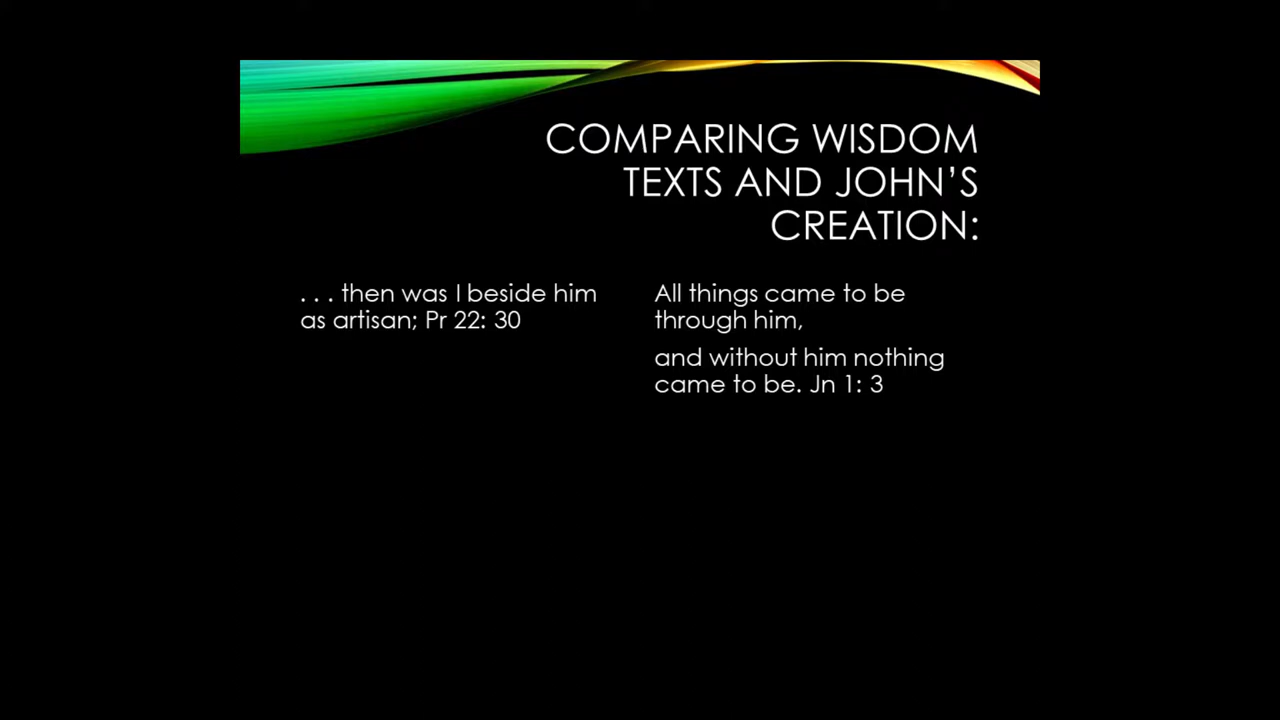 COMPARING WISDOM
TEXTS AND JOHN’S
CREATION:
. . . then was I beside him
as artisan; Pr 22: 30
All things came to be
through him,
and without him nothing
came to be. Jn 1: 3